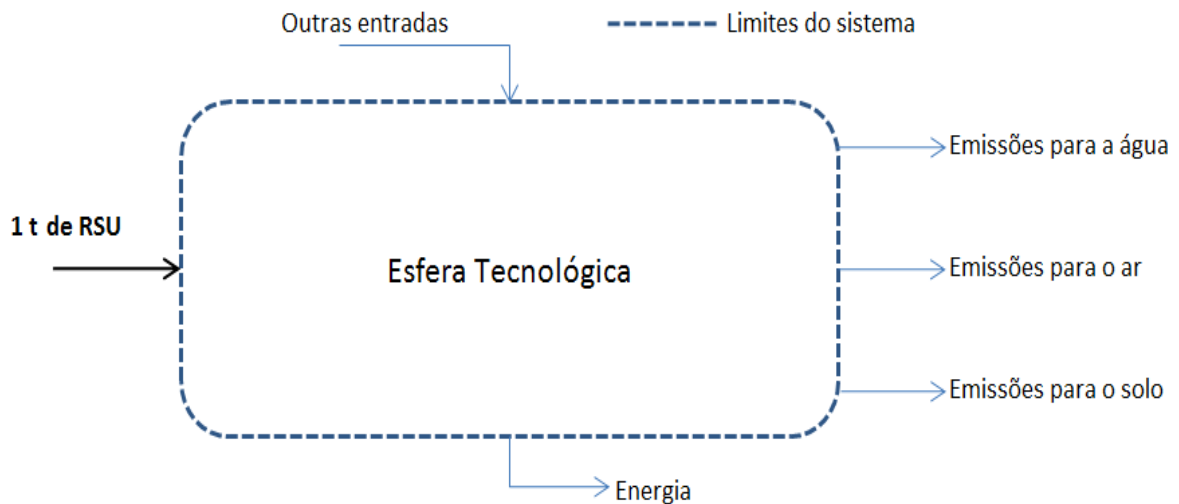 Outras entradas
Limites do sistema
Emissões para a água
1 t de RSU
Esfera Tecnológica
Emissões para o ar
Emissões para o solo
Energia